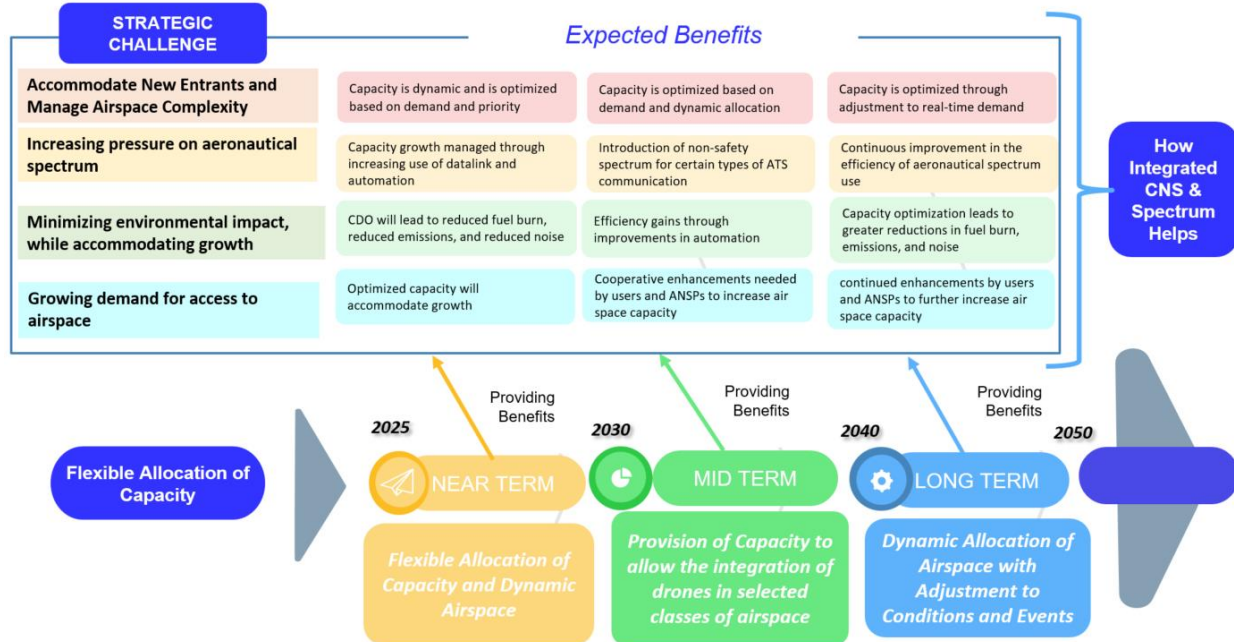 STRATEGIC
CHALLENGE
Expected Benefits
Accommodate New Entrants and
Manage Airspace Complexity
Capacity is dynamic and is optimized
based on demand and priority
Capacity is optimized based on
demand and dynamic allocation
Capacity is optimized through
adjustment to real-time demand
Increasing pressure on aeronautical
spectrum
Capacity growth managed through
increasing use of datalink and
automation
Introduction of non-safety
spectrum for certain types of ATS
communication
Continuous improvement in the
efficiency of aeronautical spectrum
use
Minimizing environmental impact,
while accommodating growth
CDO will lead to reduced fuel burn,
reduced emissions, and reduced noise
Efficiency gains through
improvements in automation
Capacity optimization leads to
greater reductions in fuel burn,
emissions, and noise
Growing demand for access to
airspace
Optimized capacity will
accommodate growth
Cooperative enhancements needed
by users and ANSPs to increase air
space capacity
continued enhancements by users
and ANSPs to further increase air
space capacity
How
Integrated
CNS &
Spectrum
Helps
Providing
Benefits
Providing
Benefits
Providing
Benefits
2025
2030
2040
2050
Flexible Allocation of
Capacity
NEAR TERM
MID TERM
LONG TERM
Flexible Allocation of
Capacity and Dynamic
Airspace
Provision of Capacity to
allow the integration of
drones in selected
classes of airspace
Dynamic Allocation of
Airspace with
Adjustment to
Conditions and Events